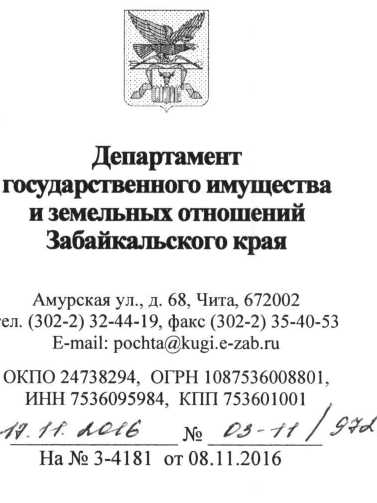 Департамент
государственного имущества
и земельных отношений
Забайкальского края
Амурская ул., д. 68, Чита, 672002
тел. (302-2) 32-44-19, факс (302-2) 35-40-53
E-mail: pochta@kugi.e-zab.ru
ОКПО 24738294, ОГРН 1087536008801,
ИНН 7536095984, КПП 753601001
17.11.2016 № 03-11/972
На № 3-4181 от 08.11.2016